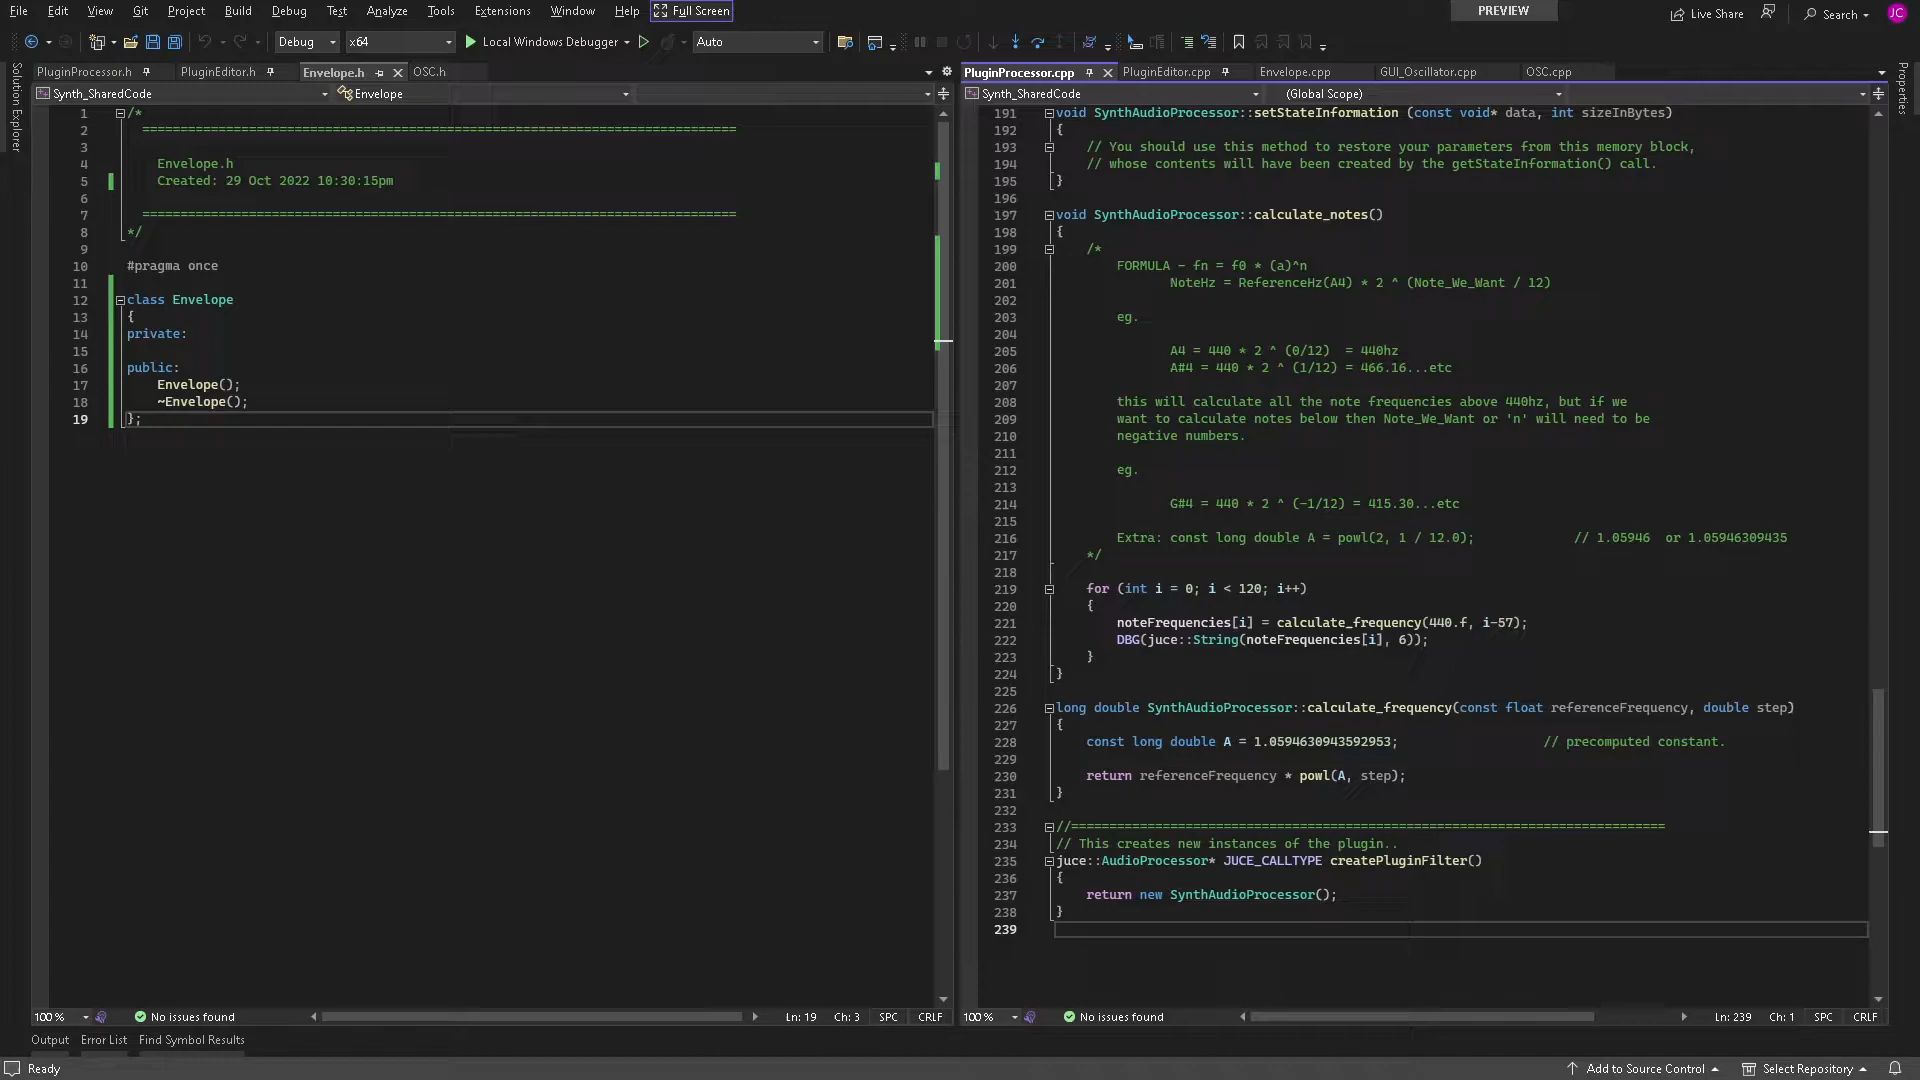 File Edit View Git Project Build Debug Test Analyze Tools Extensions Window Help Full Screen PREVIEW Live Share Search JC
Debug x64 Local Windows Debugger Auto
Solution Explorer
PluginProcessor.h PluginEditor.h Envelope.h OSC.h
Synth_SharedCode Envelope
1 /*
2 ==============================================================================
3
4 Envelope.h
5 Created: 29 Oct 2022 10:30:15pm
6
7 ==============================================================================
8 */
9
10 #pragma once
11
12 class Envelope
13 {
14 private:
15
16 public:
17 Envelope();
18 ~Envelope();
19 };
100 % No issues found Ln: 19 Ch: 3 SPC CRLF
PluginProcessor.cpp PluginEditor.cpp Envelope.cpp GUI_Oscillator.cpp OSC.cpp
Properties
Synth_SharedCode (Global Scope)
191 void SynthAudioProcessor::setStateInformation (const void* data, int sizeInBytes)
192 {
193 // You should use this method to restore your parameters from this memory block,
194 // whose contents will have been created by the getStateInformation() call.
195 }
196
197 void SynthAudioProcessor::calculate_notes()
198 {
199 /*
200 FORMULA - fn = f0 * (a)^n
201 NoteHz = ReferenceHz(A4) * 2 ^ (Note_We_Want / 12)
202
203 eg.
204
205 A4 = 440 * 2 ^ (0/12)  = 440hz
206 A#4 = 440 * 2 ^ (1/12) = 466.16...etc
207
208 this will calculate all the note frequencies above 440hz, but if we
209 want to calculate notes below then Note_We_Want or 'n' will need to be
210 negative numbers.
211
212 eg.
213
214 G#4 = 440 * 2 ^ (-1/12) = 415.30...etc
215
216 Extra: const long double A = powl(2, 1 / 12.0); // 1.05946  or 1.05946309435
217 */
218
219 for (int i = 0; i < 120; i++)
220 {
221 noteFrequencies[i] = calculate_frequency(440.f, i-57);
222 DBG(juce::String(noteFrequencies[i], 6));
223 }
224 }
225
226 long double SynthAudioProcessor::calculate_frequency(const float referenceFrequency, double step)
227 {
228 const long double A = 1.0594630943592953; // precomputed constant.
229
230 return referenceFrequency * powl(A, step);
231 }
232
233 //==============================================================================
234 // This creates new instances of the plugin..
235 juce::AudioProcessor* JUCE_CALLTYPE createPluginFilter()
236 {
237 return new SynthAudioProcessor();
238 }
239
100 % No issues found Ln: 239 Ch: 1 SPC CRLF
Output Error List Find Symbol Results
Ready Add to Source Control Select Repository